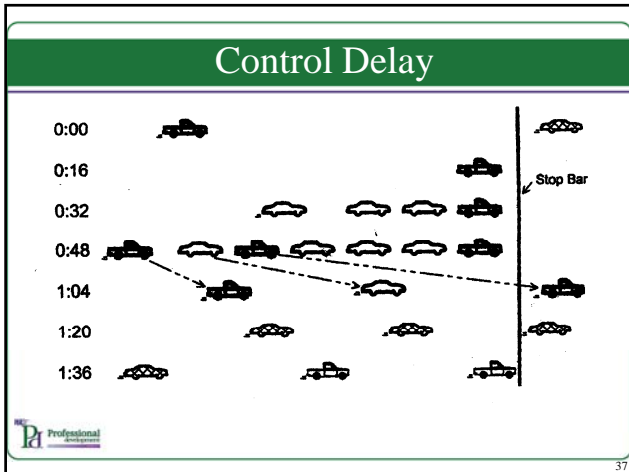 Control Delay
0:00
0:16
Stop Bar
0:32
0:48
1:04
1:20
1:36
Professional
development
37